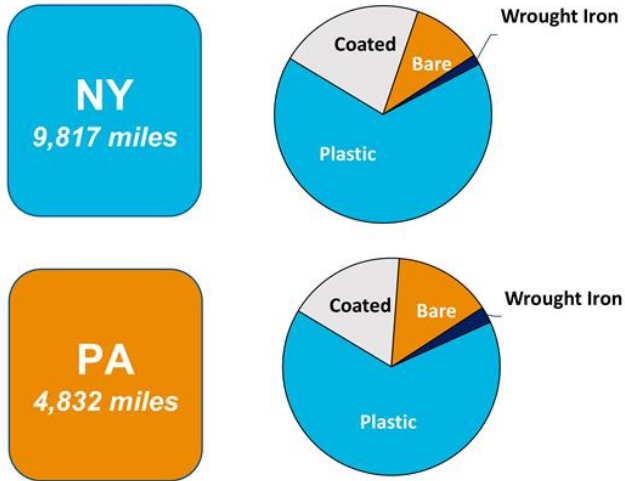 NY
9,817 miles
Wrought Iron
Coated
Bare
Plastic
PA
4,832 miles
Wrought Iron
Coated
Bare
Plastic